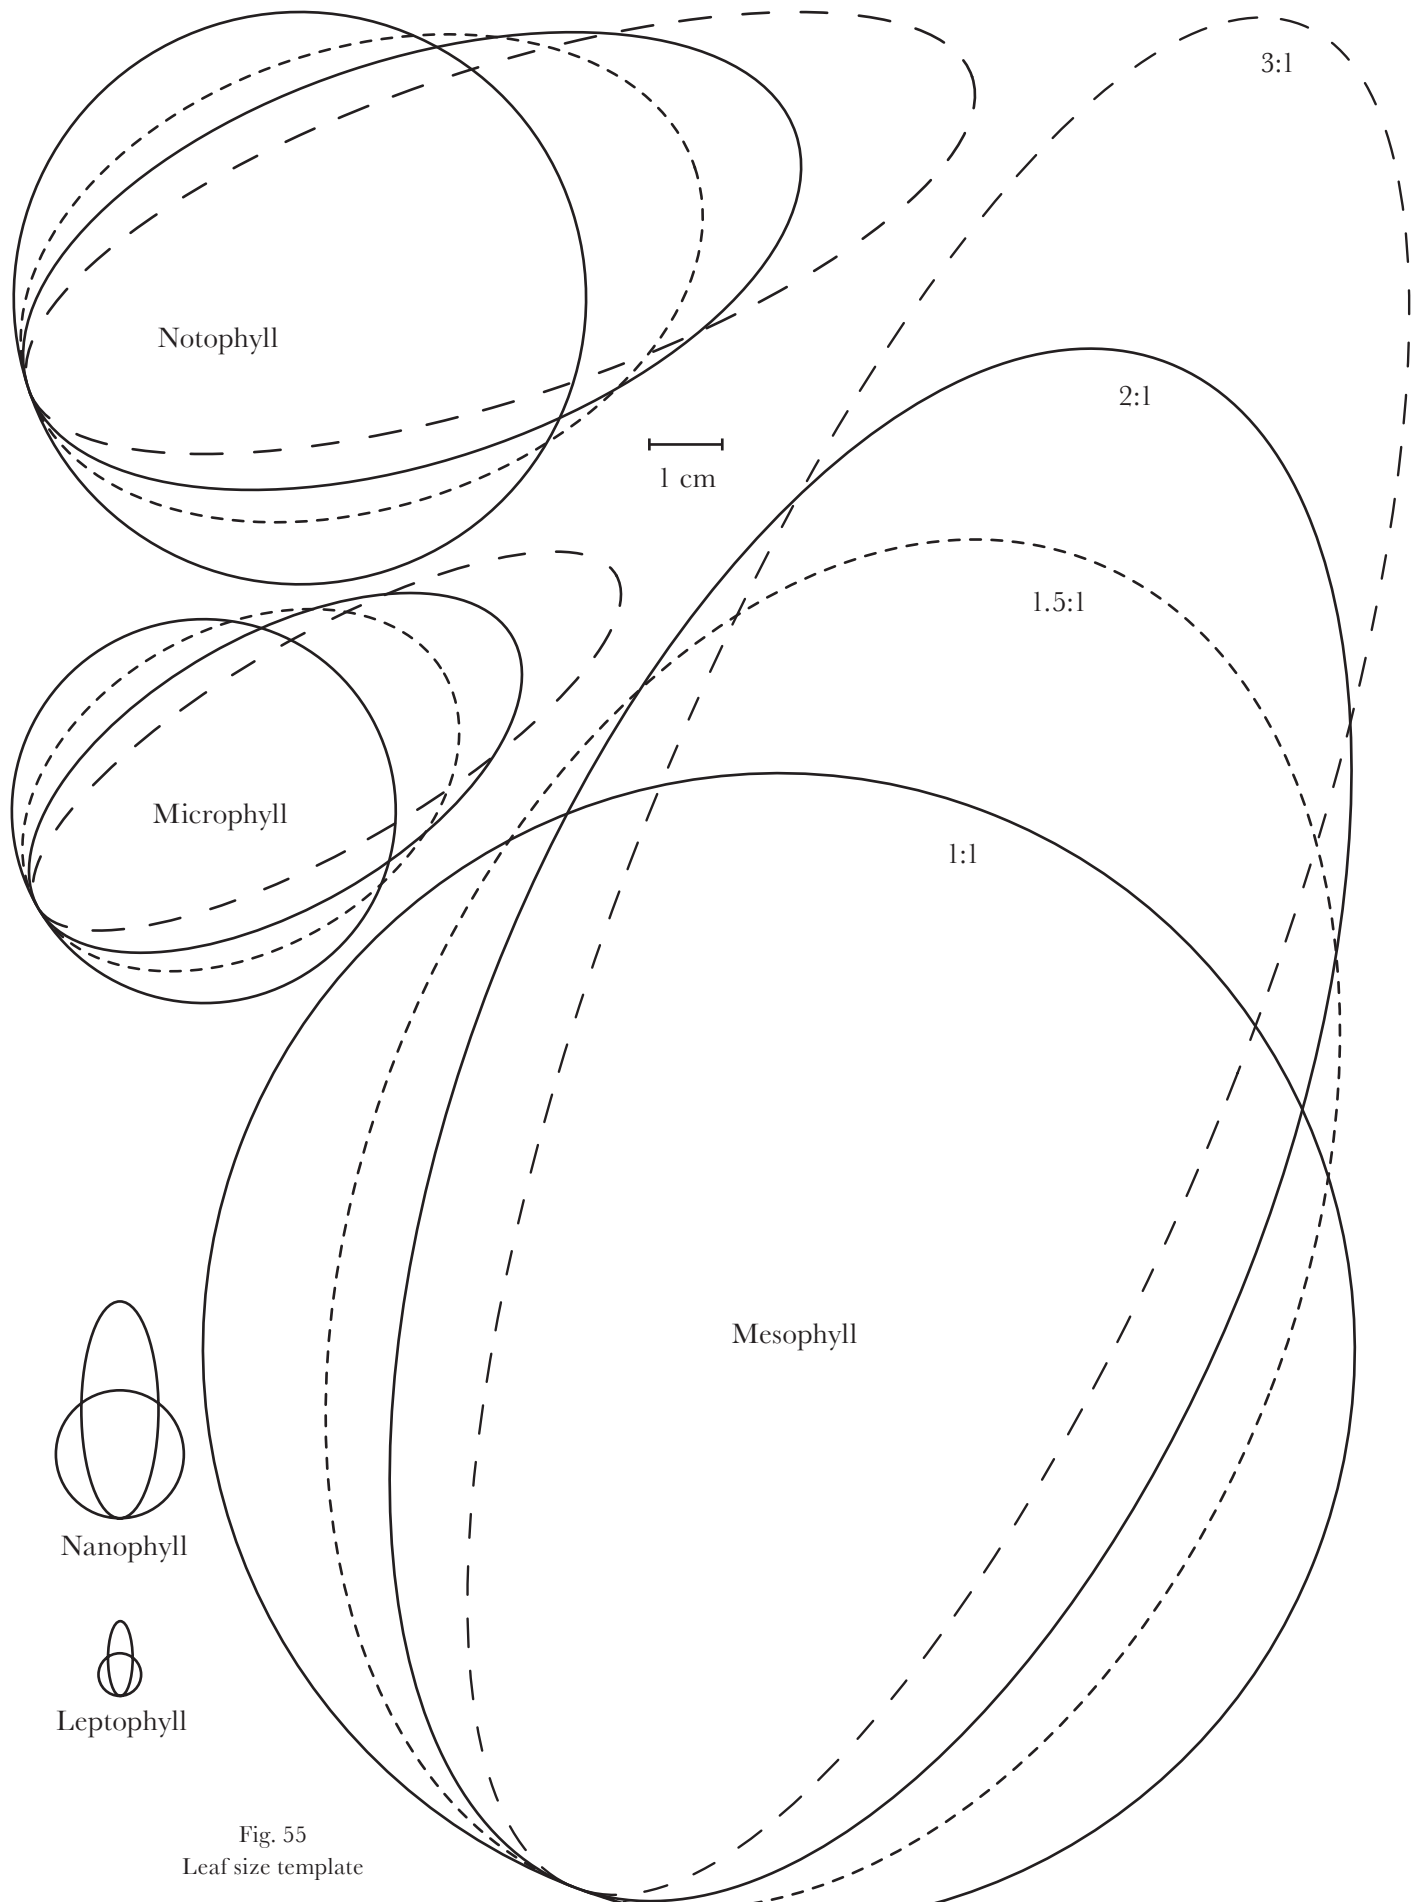 3:1
Notophyll
2:1
1 cm
1.5:1
Microphyll
1:1
Mesophyll
Nanophyll
Leptophyll
Fig. 55
Leaf size template